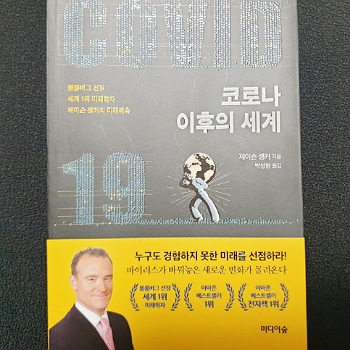 COVID
블룸버그 선정
세계 1위 미래학자
제이슨 솅커의 미래예측
코로나
이후의 세계
제이슨 솅커 지음
박성현 옮김
19
누구도 경험하지 못한 미래를 선점하라!
바이러스가 바꿔놓은 새로운 변화가 몰려온다
블룸버그 선정
세계 1위
미래학자
아마존
베스트셀러
1위
아마존
베스트셀러
전자책 1위
미디어숲